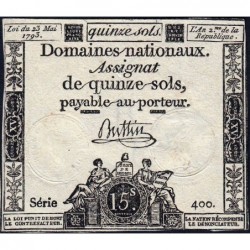 Loi du 23 Mai 1793.
quinze sols.
L'An 2.me de la République.
Domaines nationaux.
Assignat
de quinze sols,
payable au porteur.
Buttin
15 s
Série 400.
LA LOI PUNIT DE MORT LE CONTREFACTEUR.
LA NATION RÉCOMPENSE LE DÉNONCIATEUR.